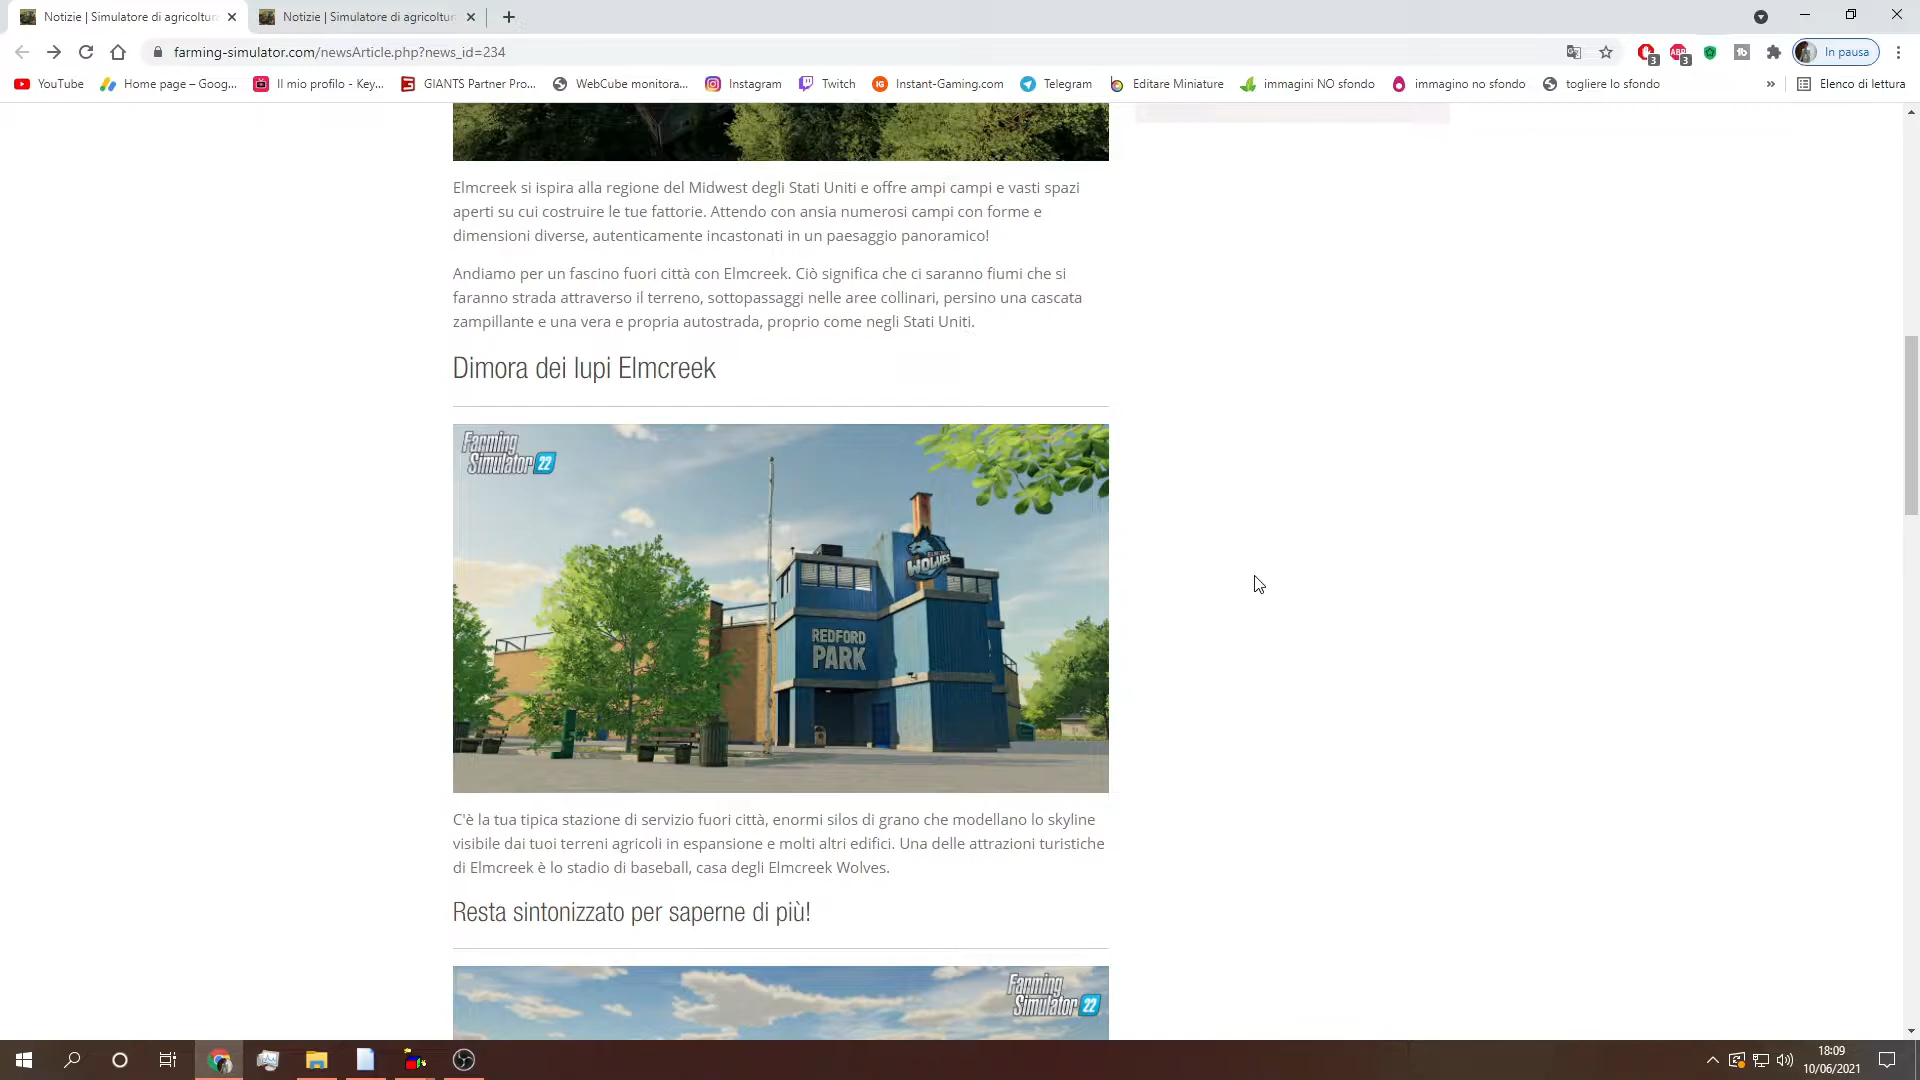 Notizie | Simulatore di agricoltura
Notizie | Simulatore di agricoltur
farming-simulator.com/newsArticle.php?news_id=234
3
ABP
3
In pausa
YouTube
Home page – Goog...
Il mio profilo - Key...
GIANTS Partner Pro...
WebCube monitora...
Instagram
Twitch
IG
Instant-Gaming.com
Telegram
Editare Miniature
immagini NO sfondo
immagino no sfondo
togliere lo sfondo
»
Elenco di lettura
Elmcreek si ispira alla regione del Midwest degli Stati Uniti e offre ampi campi e vasti spazi
aperti su cui costruire le tue fattorie. Attendo con ansia numerosi campi con forme e
dimensioni diverse, autenticamente incastonati in un paesaggio panoramico!
Andiamo per un fascino fuori città con Elmcreek. Ciò significa che ci saranno fiumi che si
faranno strada attraverso il terreno, sottopassaggi nelle aree collinari, persino una cascata
zampillante e una vera e propria autostrada, proprio come negli Stati Uniti.
Dimora dei lupi Elmcreek
Farming
Simulator 22
WOLVES
REDFORD
PARK
C'è la tua tipica stazione di servizio fuori città, enormi silos di grano che modellano lo skyline
visibile dai tuoi terreni agricoli in espansione e molti altri edifici. Una delle attrazioni turistiche
di Elmcreek è lo stadio di baseball, casa degli Elmcreek Wolves.
Resta sintonizzato per saperne di più!
Farming
Simulator 22
18:09
10/06/2021